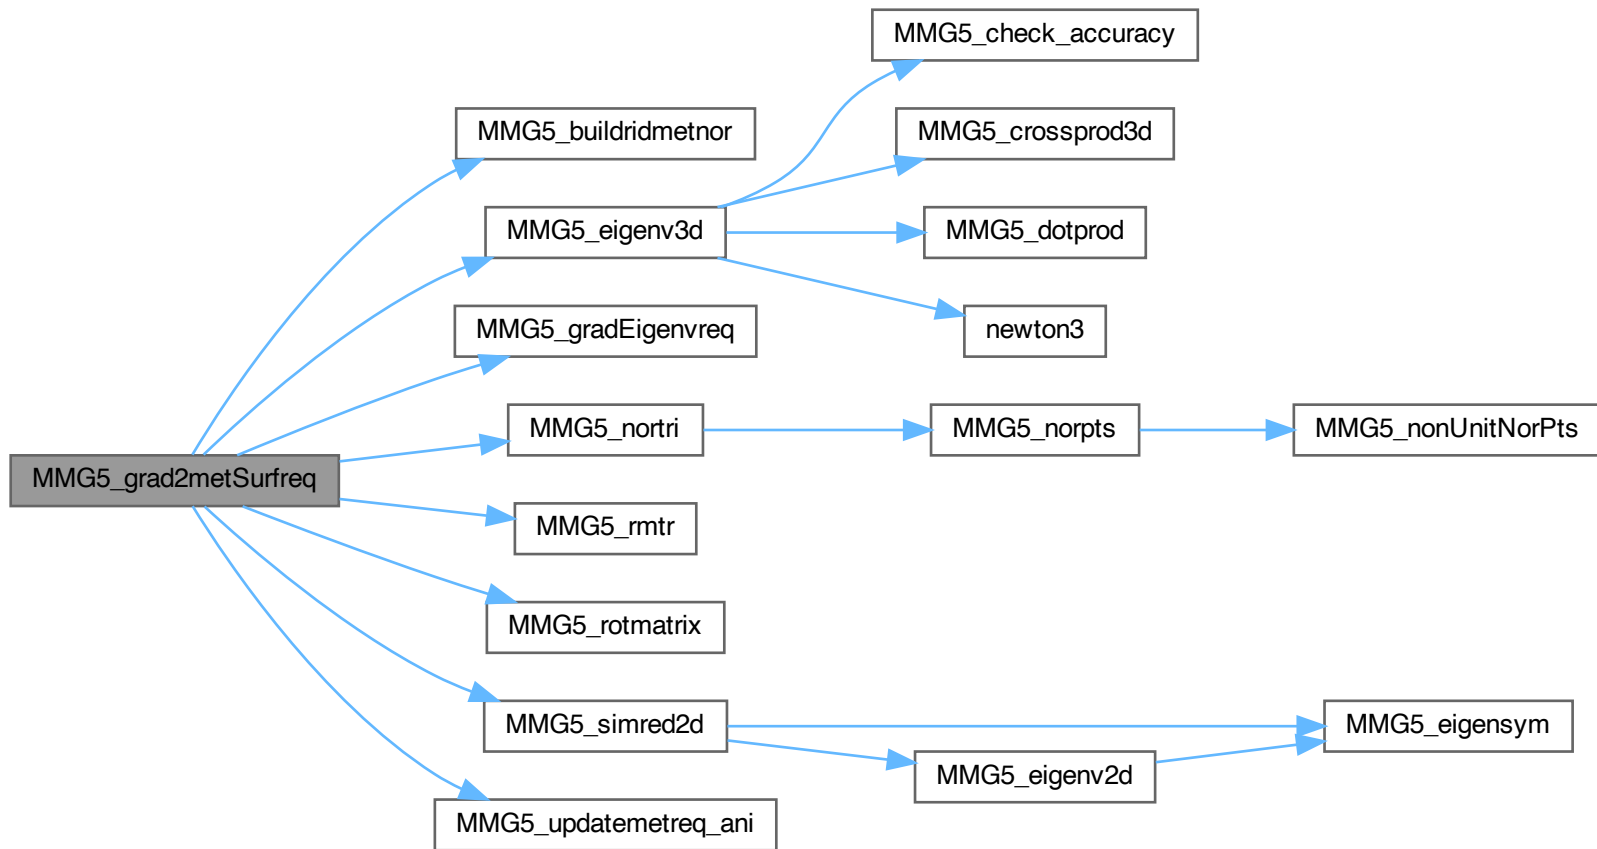 MMG5_check_accuracy
MMG5_buildridmetnor
MMG5_crossprod3d
MMG5_eigenv3d
MMG5_dotprod
MMG5_gradEigenvreq
newton3
MMG5_nortri
MMG5_norpts
MMG5_nonUnitNorPts
MMG5_grad2metSurfreq
MMG5_rmtr
MMG5_rotmatrix
MMG5_simred2d
MMG5_eigensym
MMG5_eigenv2d
MMG5_updatemetreq_ani